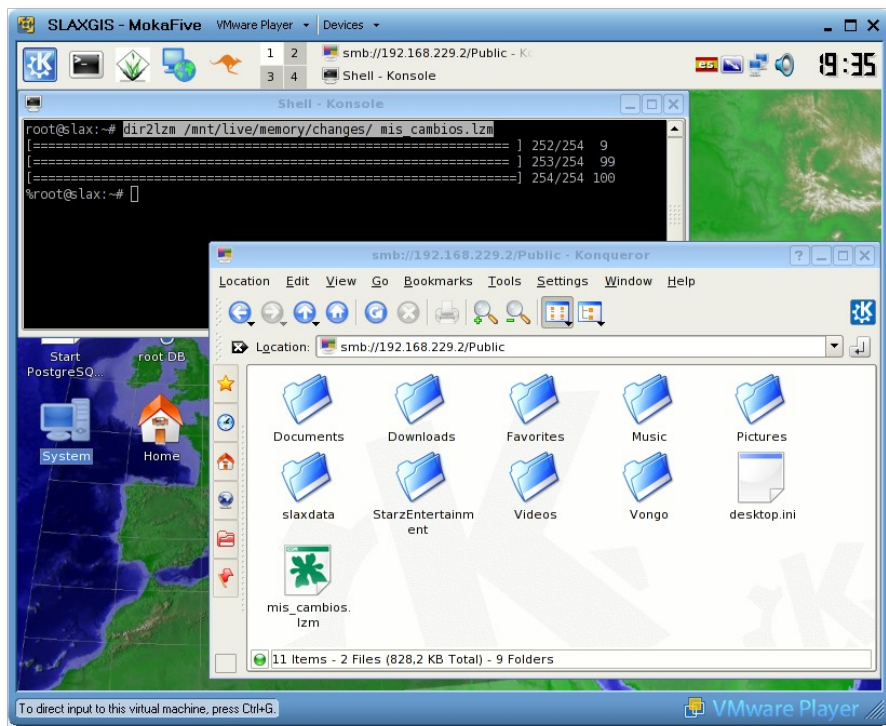 SLAXGIS - MokaFive VMware Player Devices
1 2 smb://192.168.229.2/Public - Ko
3 4 Shell - Konsole
es
19:35
Shell - Konsole
root@slax:~# dir2lzm /mnt/live/memory/changes/ mis_cambios.lzm
[================================================================ ] 252/254 9
[================================================================ ] 253/254 99
[=================================================================] 254/254 100
%root@slax:~#
smb://192.168.229.2/Public - Konqueror
Location Edit View Go Bookmarks Tools Settings Window Help
Location: smb://192.168.229.2/Public
Start
PostgreSQ...
root DB
System
Home
Documents Downloads Favorites Music Pictures
slaxdata StarzEntertainm
ent
Videos Vongo desktop.ini
mis_cambios.
lzm
11 Items - 2 Files (828,2 KB Total) - 9 Folders
To direct input to this virtual machine, press Ctrl+G.
VMware Player